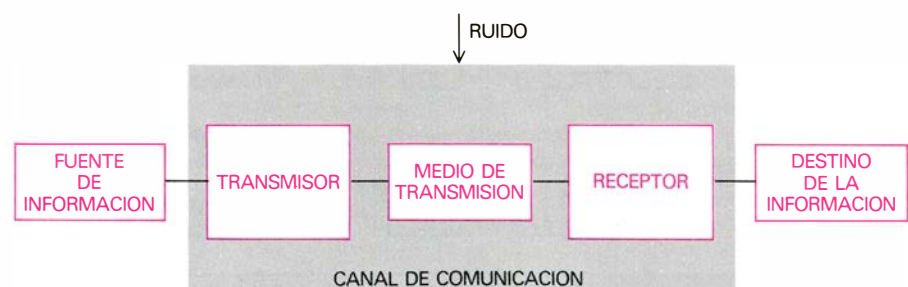 RUIDO
FUENTE
DE
INFORMACION
TRANSMISOR
MEDIO DE
TRANSMISION
RECEPTOR
DESTINO
DE LA
INFORMACION
CANAL DE COMUNICACION